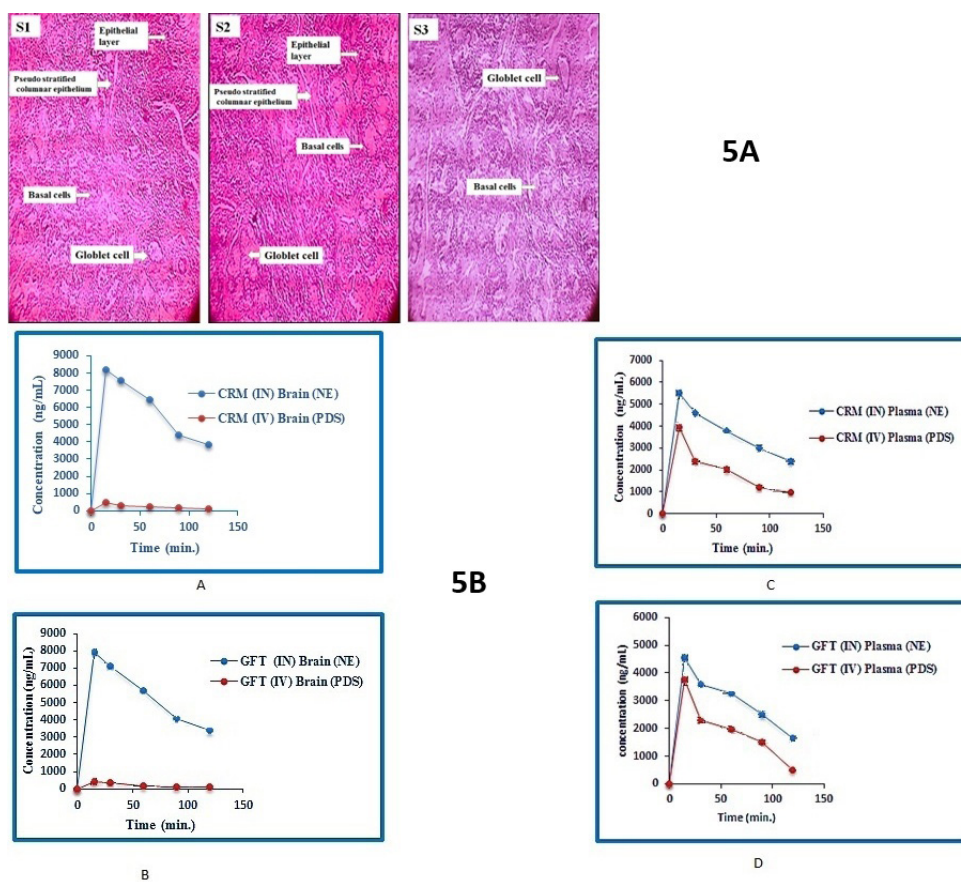 S1
Epithelial
layer
Pseudo stratified
columnar epithelium
Basal cells
Globlet cell
S2
Epithelial
layer
Pseudo stratified
columnar epithelium
Basal cells
Globlet cell
S3
Globlet cell
Basal cells
5A
9000
8000
7000
6000
5000
4000
3000
2000
1000
0
0
50
100
150
Concentration (ng/mL)
Time (min.)
CRM (IN) Brain (NE)
CRM (IV) Brain (PDS)
A
7000
6000
5000
4000
3000
2000
1000
0
0
50
100
150
Concentration (ng/mL)
Time (min.)
CRM (IN) Plasma (NE)
CRM (IV) Plasma (PDS)
C
5B
9000
8000
7000
6000
5000
4000
3000
2000
1000
0
0
50
100
150
Concentration (ng/mL)
Time (min.)
GFT (IN) Brain (NE)
GFT (IV) Brain (PDS)
B
6000
5000
4000
3000
2000
1000
0
0
50
100
150
concentration (ng/mL)
Time (min.)
GFT (IN) Plasma (NE)
GFT (IV) Plasma (PDS)
D